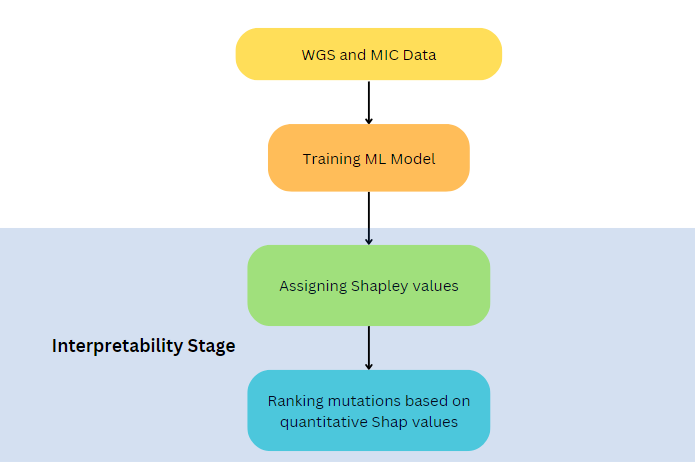 WGS and MIC Data
Training ML Model
Assigning Shapley values
Interpretability Stage
Ranking mutations based on
quantitative Shap values